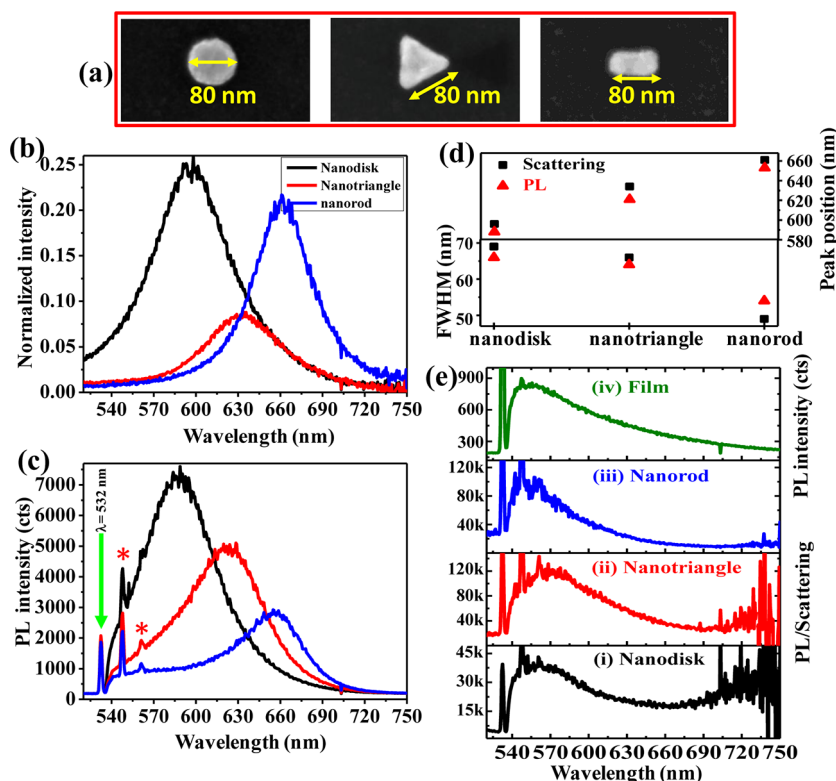 (a)
80 nm
80 nm
80 nm
(b)
Normalized intensity
0.25
0.20
0.15
0.10
0.05
0.00
Nanodisk
Nanotriangle
nanorod
540 570 600 630 660 690 720 750
Wavelength (nm)
(c)
PL intensity (cts)
7000
6000
5000
4000
3000
2000
1000
0
λ = 532 nm
*
*
540 570 600 630 660 690 720 750
Wavelength (nm)
(d)
Scattering
PL
Peak position (nm)
660
640
620
600
580
FWHM (nm)
70
60
50
nanodisk nanotriangle nanorod
(e)
900
600
300
(iv) Film
PL intensity (cts)
120k
80k
40k
(iii) Nanorod
120k
80k
40k
(ii) Nanotriangle
PL/Scattering
45k
30k
15k
(i) Nanodisk
540 570 600 630 660 690 720 750
Wavelength (nm)